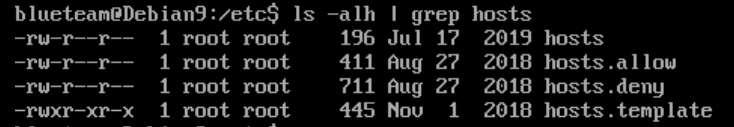 blueteam@Debian9:/etc$ ls -alh | grep hosts
-rw-r--r-- 1 root root 196 Jul 17 2019 hosts
-rw-r--r-- 1 root root 411 Aug 27 2018 hosts.allow
-rw-r--r-- 1 root root 711 Aug 27 2018 hosts.deny
-rwxr-xr-x 1 root root 445 Nov 1 2018 hosts.template